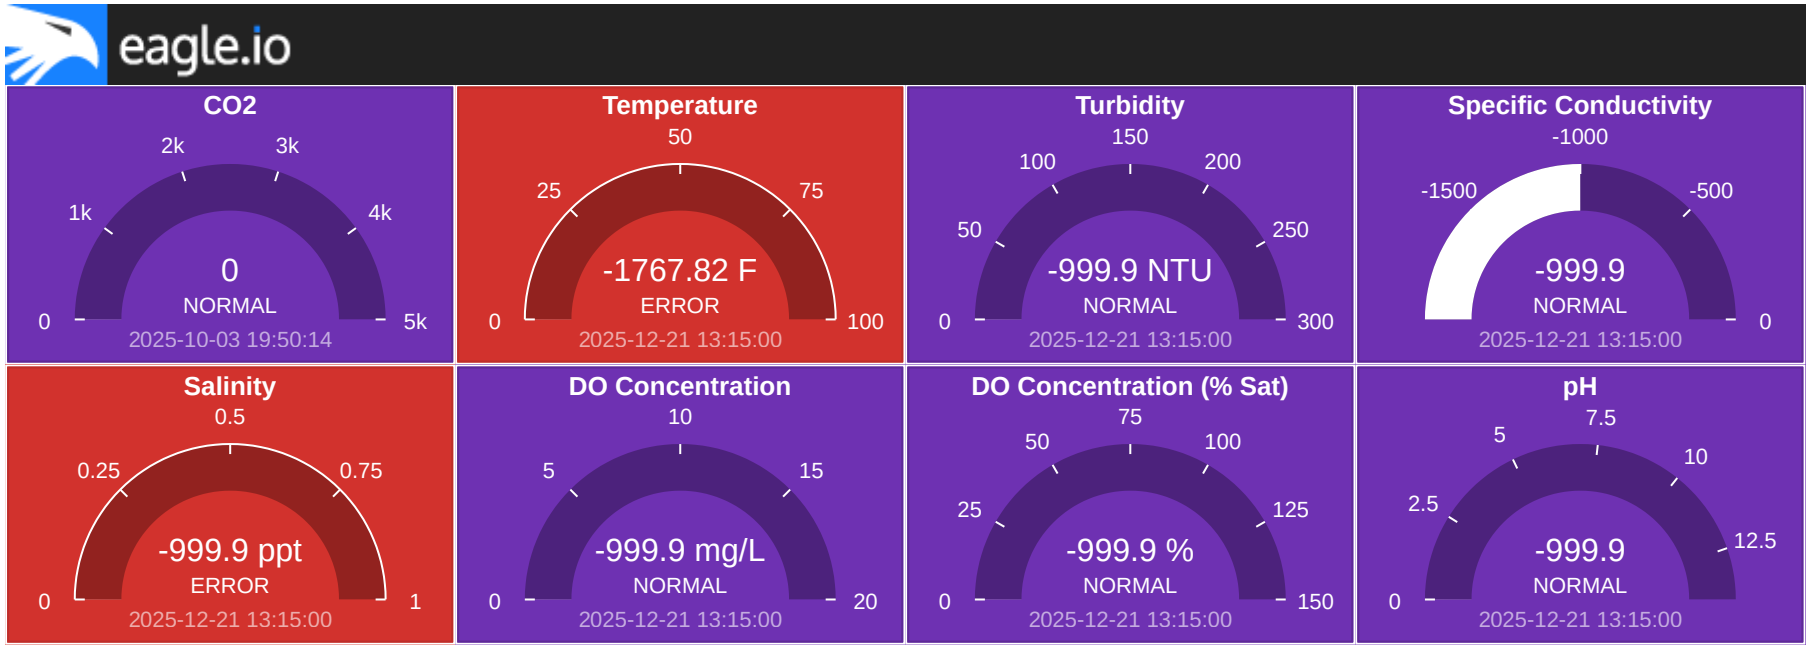 eagle.io
CO2
2k
3k
1k
4k
0
NORMAL
0
5k
2025-10-03 19:50:14
Temperature
50
25
75
-1767.82 F
ERROR
0
100
2025-12-21 13:15:00
Turbidity
150
100
200
50
250
-999.9 NTU
NORMAL
0
300
2025-12-21 13:15:00
Specific Conductivity
-1000
-1500
-500
-999.9
NORMAL
0
2025-12-21 13:15:00
Salinity
0.5
0.25
0.75
-999.9 ppt
ERROR
0
1
2025-12-21 13:15:00
DO Concentration
10
5
15
-999.9 mg/L
NORMAL
0
20
2025-12-21 13:15:00
DO Concentration (% Sat)
75
50
100
25
125
-999.9 %
NORMAL
0
150
2025-12-21 13:15:00
pH
7.5
5
10
2.5
12.5
-999.9
NORMAL
0
2025-12-21 13:15:00